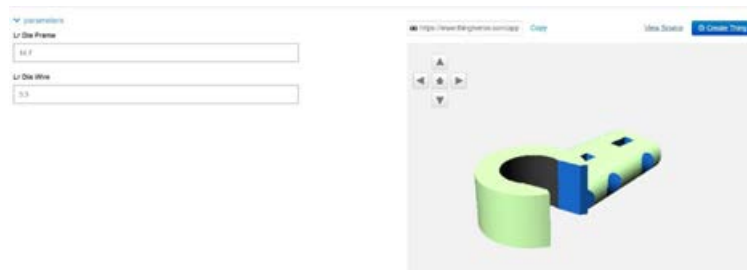 parameters
Lr Dia Frame
Lr Dia Wire
Copy
View Source
Create Thing